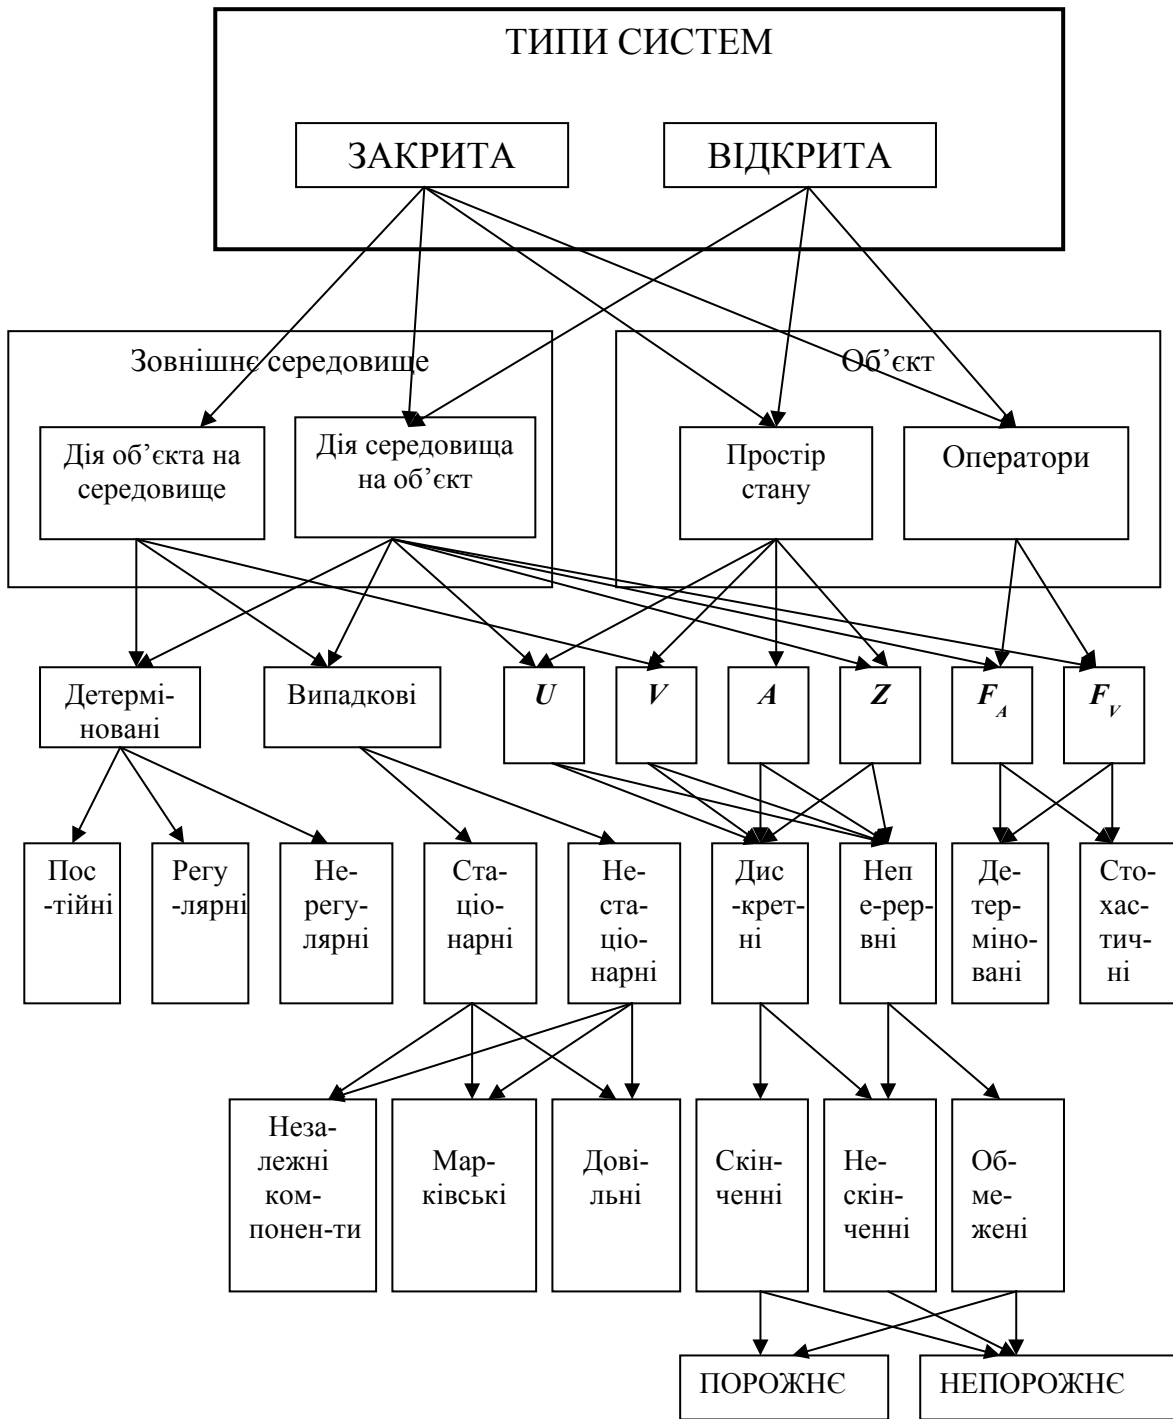 ТИПИ СИСТЕМ
ЗАКРИТА
ВІДКРИТА
Зовнішнє середовище
Об’єкт
Дія об’єкта на
середовище
Дія середовища
на об’єкт
Простір
стану
Оператори
Детермі-
новані
Випадкові
U
V
A
Z
F_A
F_V
Пос
-тійні
Регу
-лярні
Не-
регу-
лярні
Ста-
ціо-
нарні
Не-
ста-
ціо-
нарні
Дис
-крет-
ні
Неп
е-рер-
вні
Де-
тер-
міно-
вані
Сто-
хас-
тич-
ні
Неза-
лежні
ком-
понен-ти
Мар-
ківські
Дові-
льні
Скін-
ченні
Не-
скін-
ченні
Об-
ме-
жені
ПОРОЖНЄ
НЕПОРОЖНЄ